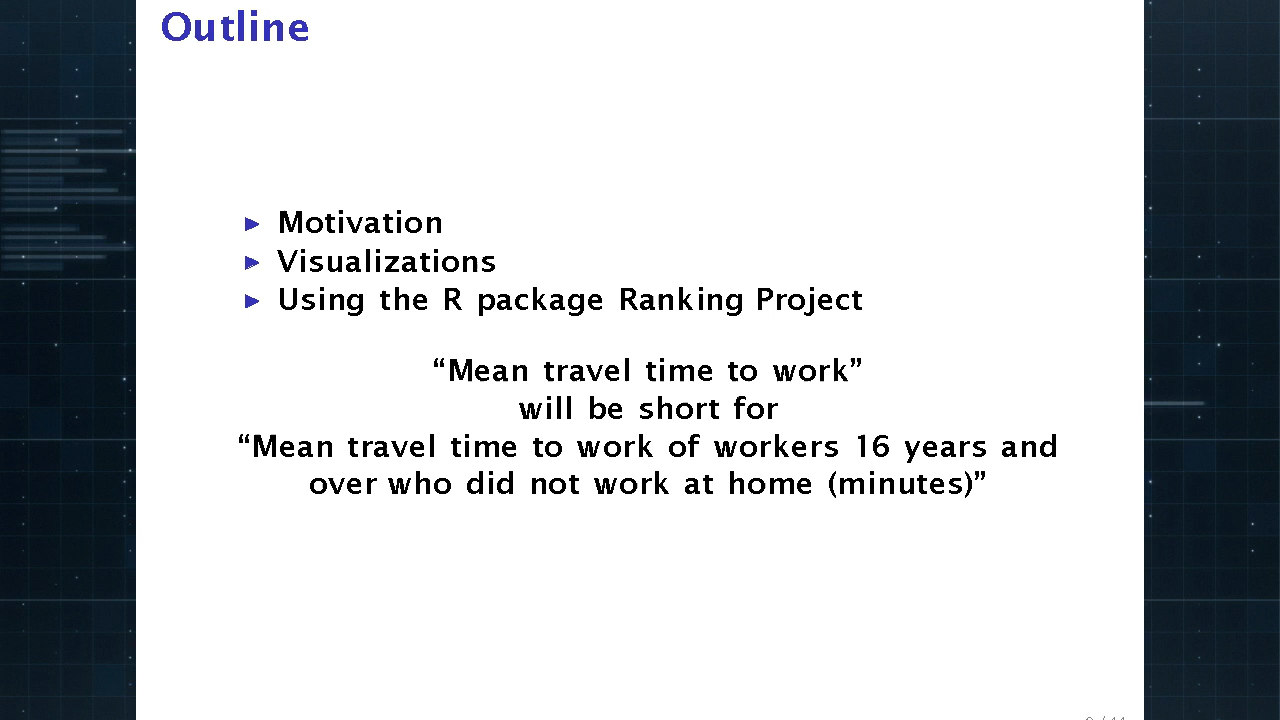 Outline
Motivation
Visualizations
Using the R package Ranking Project
“Mean travel time to work”
will be short for
“Mean travel time to work of workers 16 years and
over who did not work at home (minutes)”